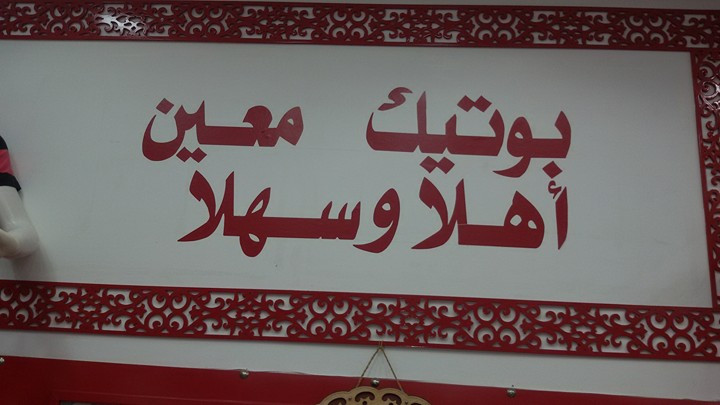 بوتيك معين
أهلا وسهلا